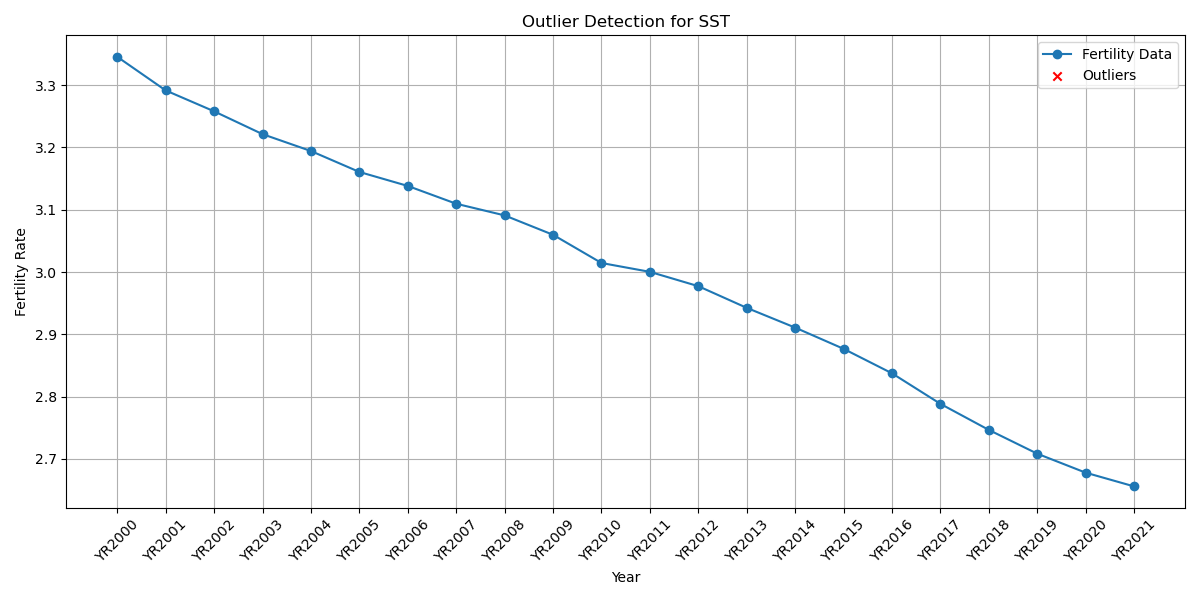 Outlier Detection for SST
Fertility Data
Outliers
Fertility Rate
3.3
3.2
3.1
3.0
2.9
2.8
2.7
YR2000
YR2001
YR2002
YR2003
YR2004
YR2005
YR2006
YR2007
YR2008
YR2009
YR2010
YR2011
YR2012
YR2013
YR2014
YR2015
YR2016
YR2017
YR2018
YR2019
YR2020
YR2021
Year